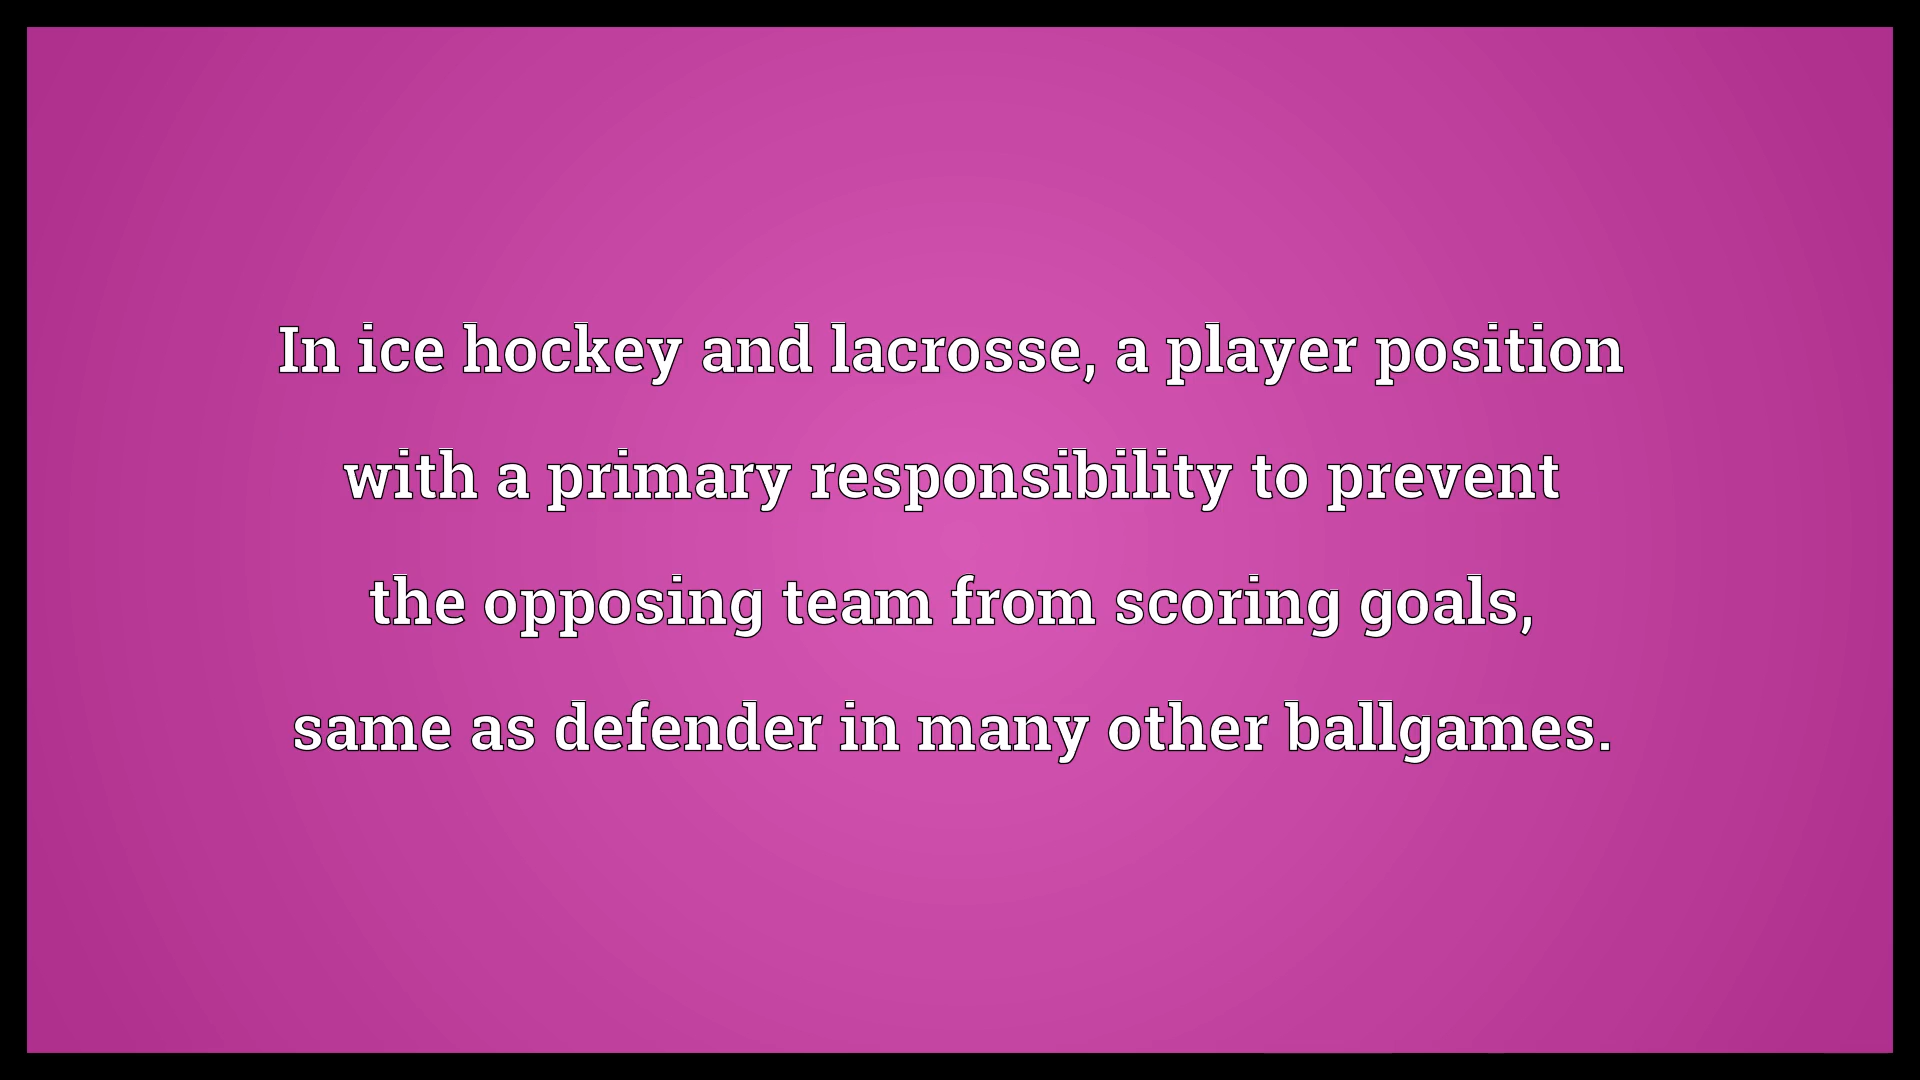 In ice hockey and lacrosse, a player position
with a primary responsibility to prevent
the opposing team from scoring goals,
same as defender in many other ballgames.